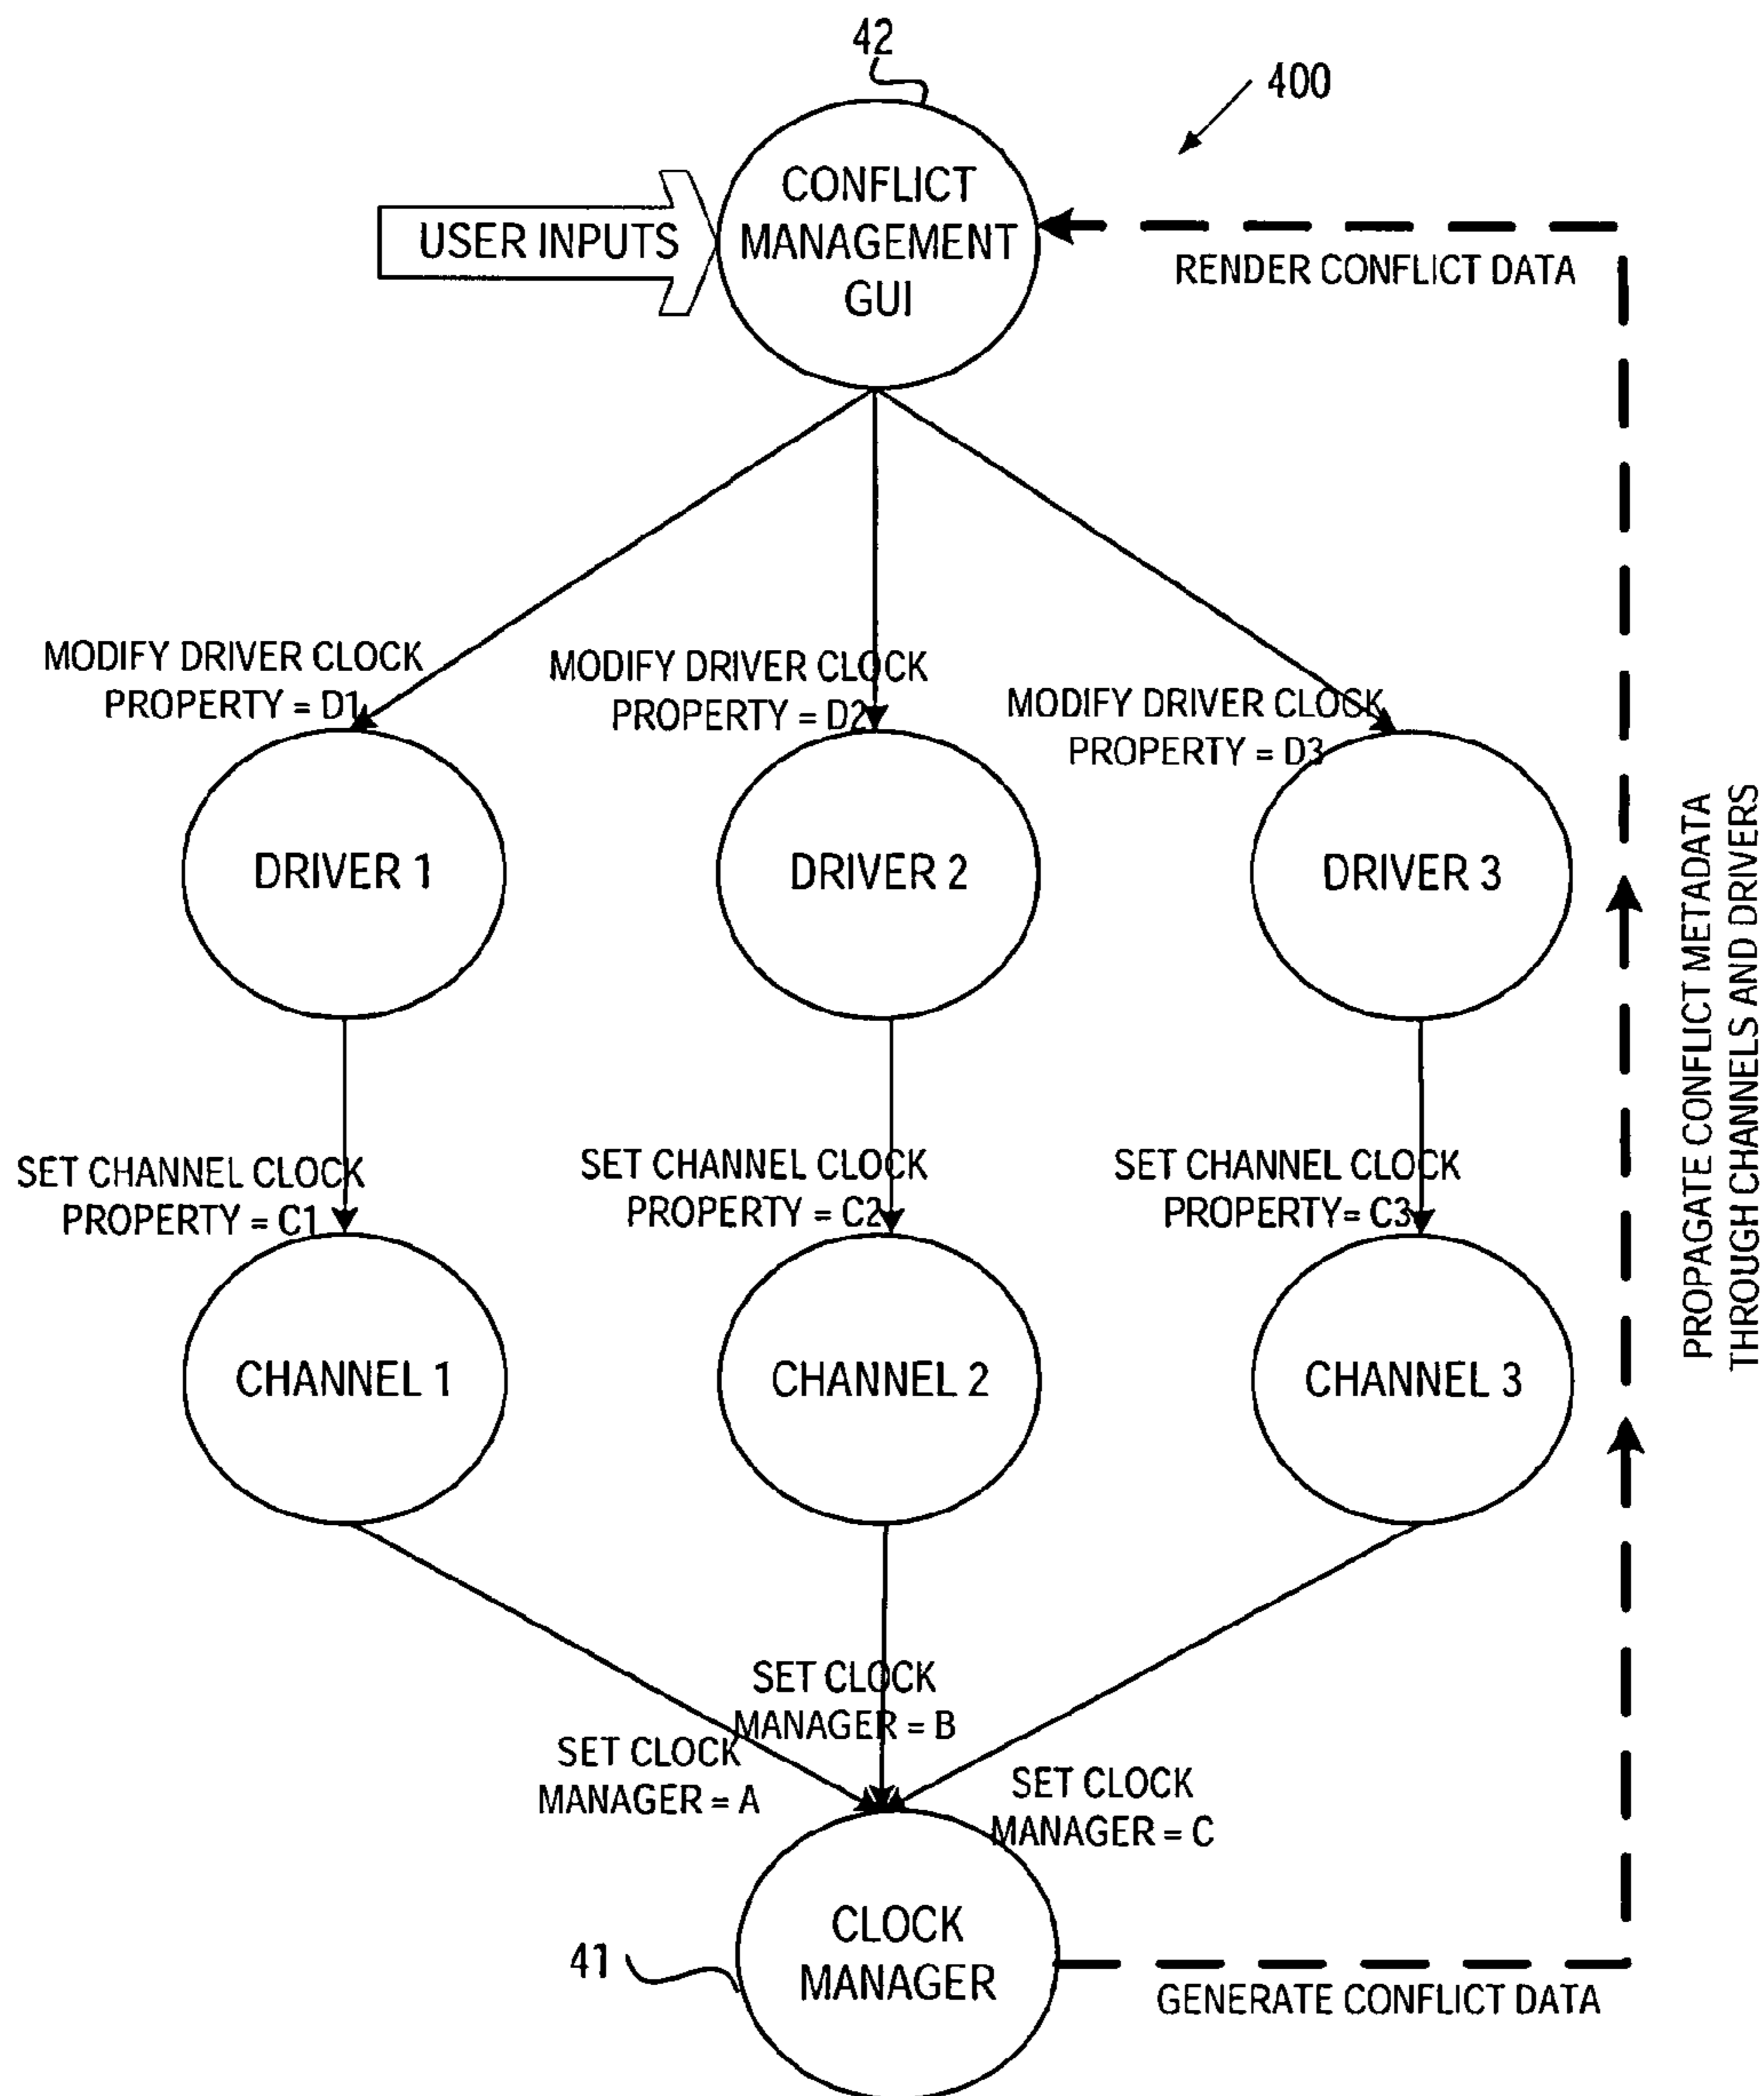 42
400
CONFLICT
MANAGEMENT
GUI
USER INPUTS
RENDER CONFLICT DATA
MODIFY DRIVER CLOCK
PROPERTY = D1
MODIFY DRIVER CLOCK
PROPERTY = D2
MODIFY DRIVER CLOCK
PROPERTY = D3
DRIVER 1
DRIVER 2
DRIVER 3
PROPAGATE CONFLICT METADATA
THROUGH CHANNELS AND DRIVERS
SET CHANNEL CLOCK
PROPERTY = C1
SET CHANNEL CLOCK
PROPERTY = C2
SET CHANNEL CLOCK
PROPERTY= C3
CHANNEL 1
CHANNEL 2
CHANNEL 3
SET CLOCK
MANAGER = B
SET CLOCK
MANAGER = A
SET CLOCK
MANAGER = C
CLOCK
MANAGER
41
GENERATE CONFLICT DATA